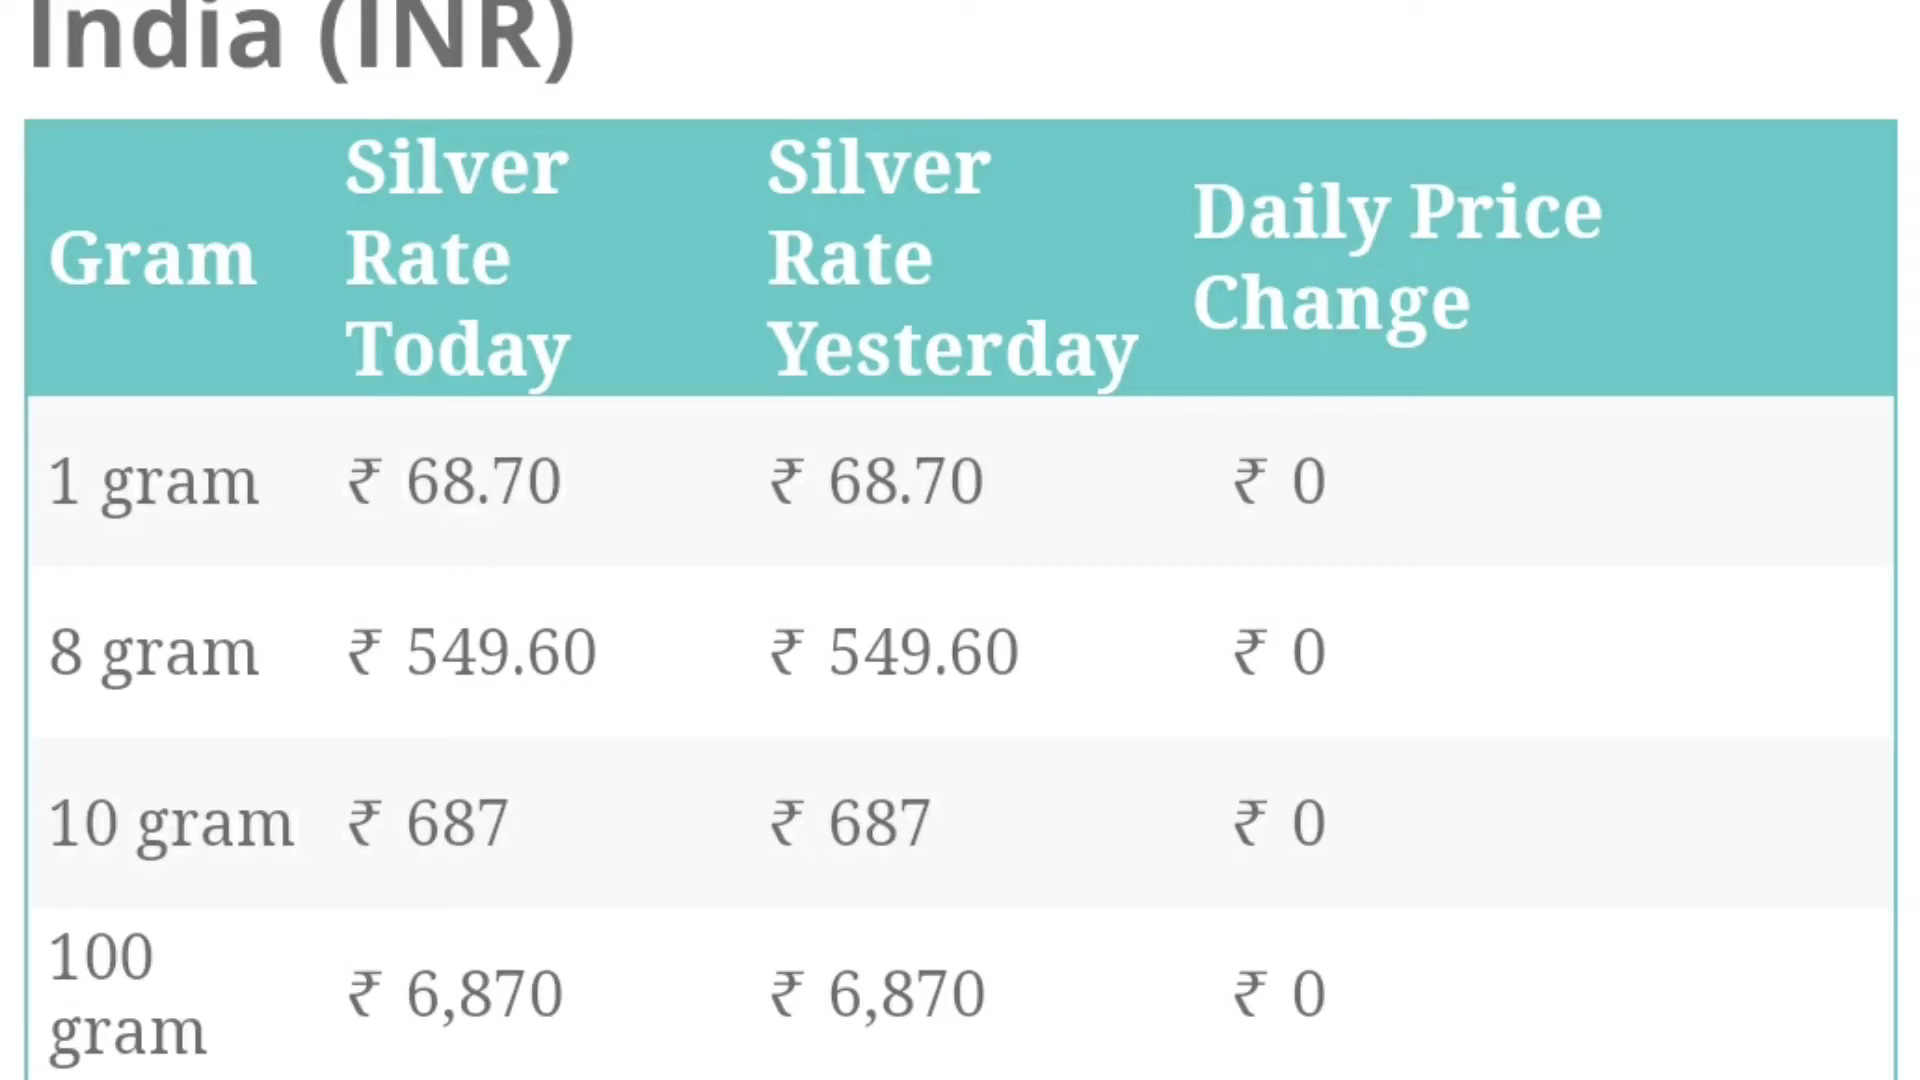 India (INR)
Gram
Silver
Rate
Today
Silver
Rate
Yesterday
Daily Price
Change
1 gram ₹ 68.70 ₹ 68.70 ₹ 0
8 gram ₹ 549.60 ₹ 549.60 ₹ 0
10 gram ₹ 687 ₹ 687 ₹ 0
100
gram
₹ 6,870 ₹ 6,870 ₹ 0